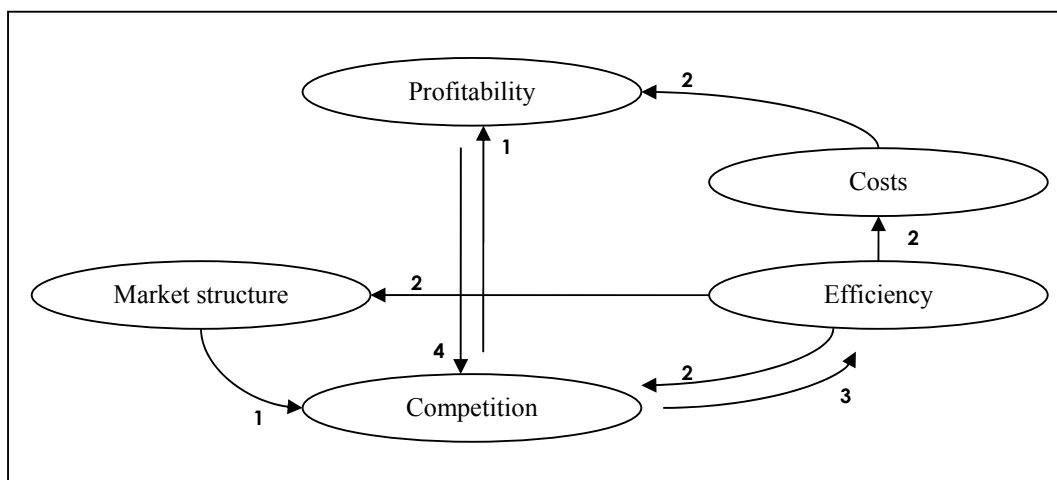 Profitability
2
1
Costs
2
Market structure
2
Efficiency
4
2
3
1
Competition